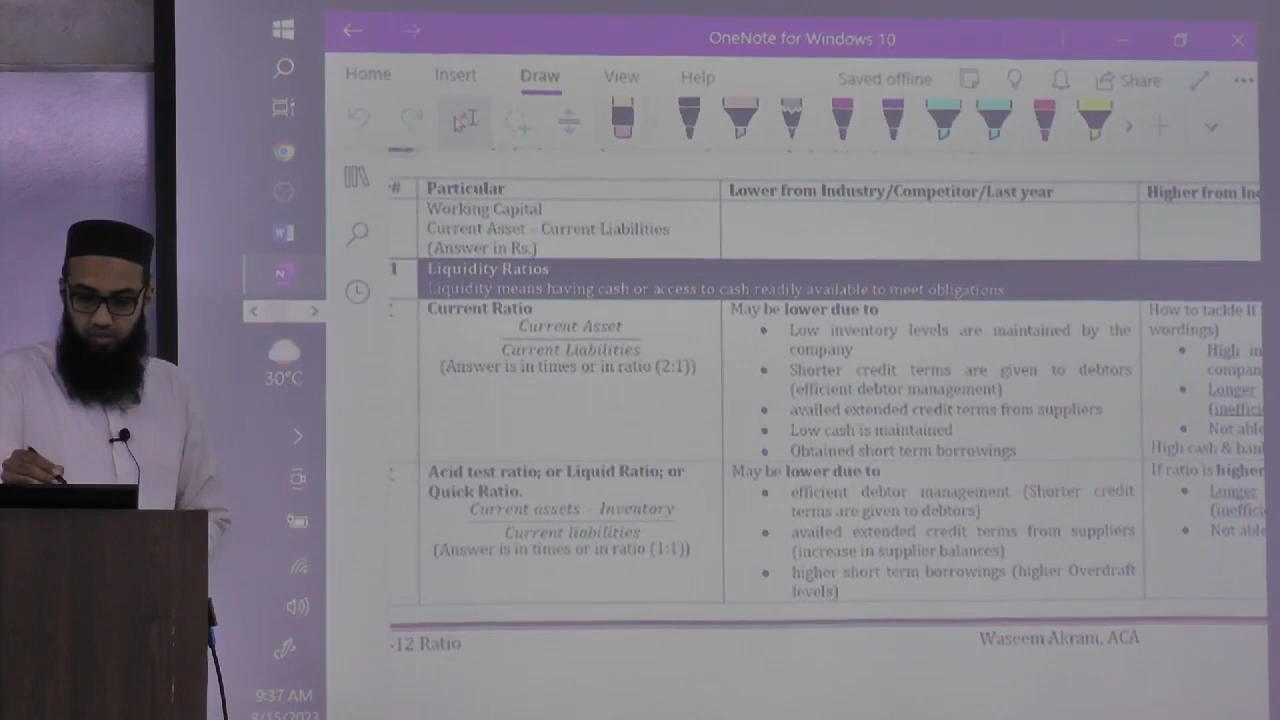 OneNote for Windows 10
Home Insert Draw View Help Saved offline Share
# Particular Lower from Industry/Competitor/Last year Higher from
Working Capital
Current Asset – Current Liabilities
(Answer in Rs.)
1 Liquidity Ratios
Liquidity means having cash or access to cash readily available to meet obligations
Current Ratio
Current Asset
Current Liabilities
(Answer is in times or in ratio (2:1))
May be lower due to
• Low inventory levels are maintained by the
company
• Shorter credit terms are given to debtors
(efficient debtor management)
• availed extended credit terms from suppliers
• Low cash is maintained
• Obtained short term borrowings
How to tackle If
wordings)
• High
• Longer
• Not
High cash &
Acid test ratio; or Liquid Ratio; or
Quick Ratio.
Current assets – Inventory
Current liabilities
(Answer is in times or in ratio (1:1))
May be lower due to
• efficient debtor management (Shorter credit
terms are given to debtors)
• availed extended credit terms from suppliers
(increase in supplier balances)
• higher short term borrowings (higher Overdraft
levels)
If ratio is higher
• Longer
• Not
-12 Ratio Waseem Akram, ACA
30°C
9:37 AM
8/15/2023